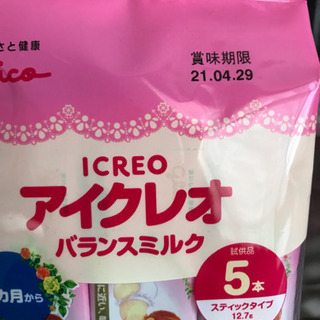 さと健康
ico
賞味期限
21.04.29
ICREO
アイクレオ
バランスミルク
試供品
5本
スティックタイプ
12.7g
カ月から